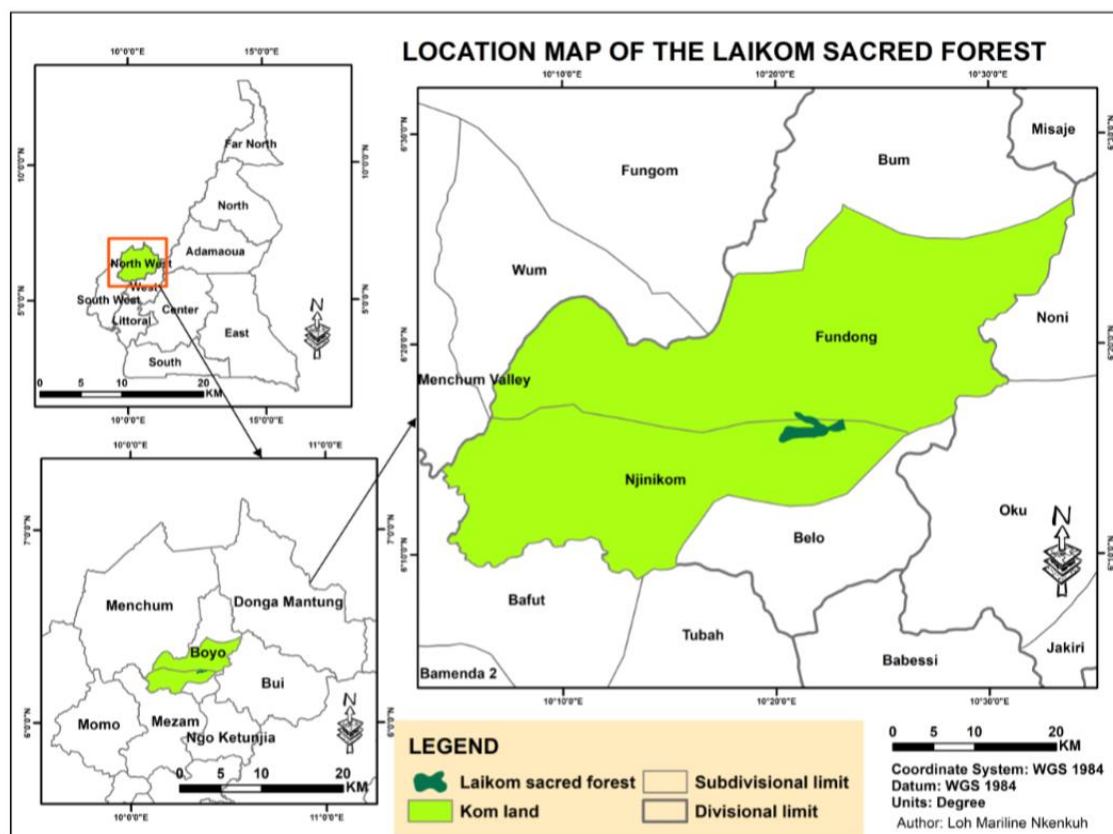 LOCATION MAP OF THE LAIKOM SACRED FOREST
10°0'0"E
15°0'0"E
10°0'0"N
10°0'0"N
5°0'0"N
5°0'0"N
Far North
North
Adamaoua
North West
West
South West
Center
Littoral
East
South
N
0 5 10 20
KM
10°0'0"E
15°0'0"E
10°0'0"E
11°0'0"E
7°0'0"N
7°0'0"N
6°0'0"N
6°0'0"N
Menchum
Donga Mantung
Boyo
Bui
Momo
Mezam
Ngo Ketunjia
N
0 5 10 20
KM
10°0'0"E
11°0'0"E
10°10'0"E
10°20'0"E
10°30'0"E
Misaje
Fungom
Bum
Wum
Noni
Fundong
Menchum Valley
Njinikom
Oku
Belo
N
Bafut
Tubah
Jakiri
Babessi
Bamenda 2
10°10'0"E
10°20'0"E
10°30'0"E
LEGEND
Laikom sacred forest
Subdivisional limit
Kom land
Divisional limit
0 5 10 20
KM
Coordinate System: WGS 1984
Datum: WGS 1984
Units: Degree
Author: Loh Mariline Nkenkuh